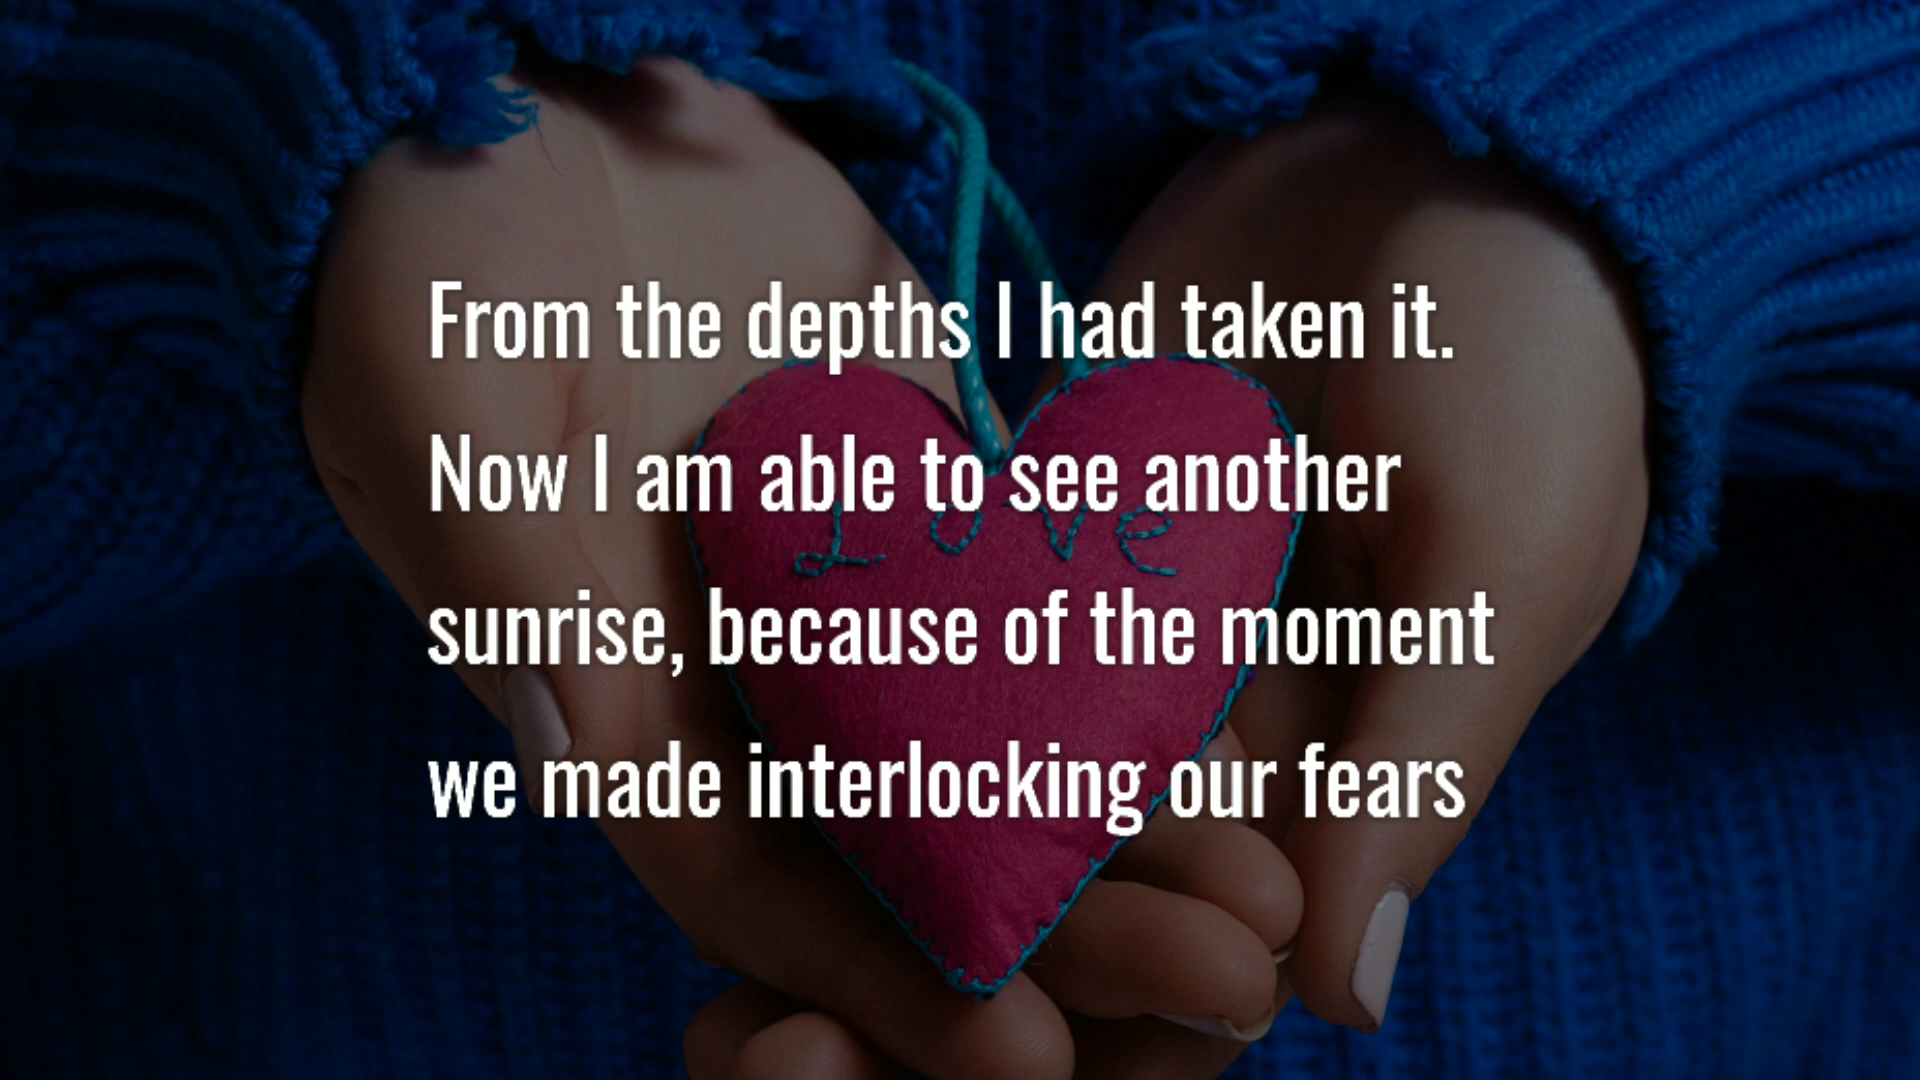 From the depths I had taken it.
Now I am able to see another
sunrise, because of the moment
we made interlocking our fears
Love